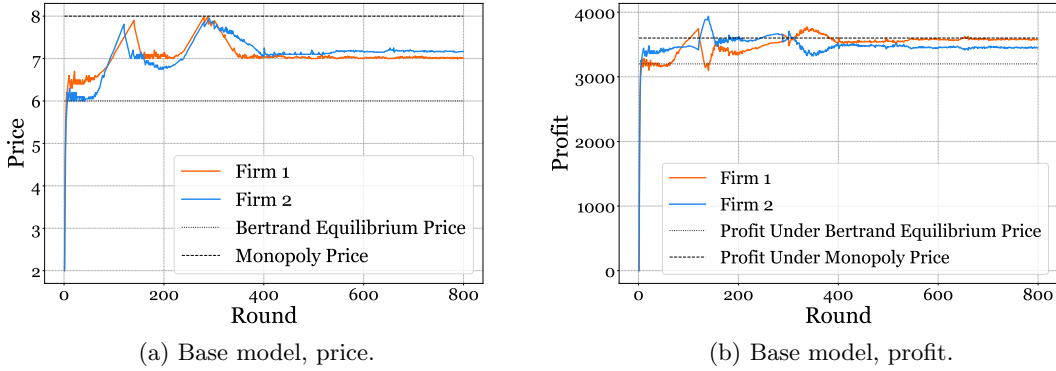 8
7
6
5
4
3
2
Price
Firm 1
Firm 2
Bertrand Equilibrium Price
Monopoly Price
0
200
400
600
800
Round
(a) Base model, price.
4000
3000
2000
1000
0
Profit
Firm 1
Firm 2
Profit Under Bertrand Equilibrium Price
Profit Under Monopoly Price
0
200
400
600
800
Round
(b) Base model, profit.